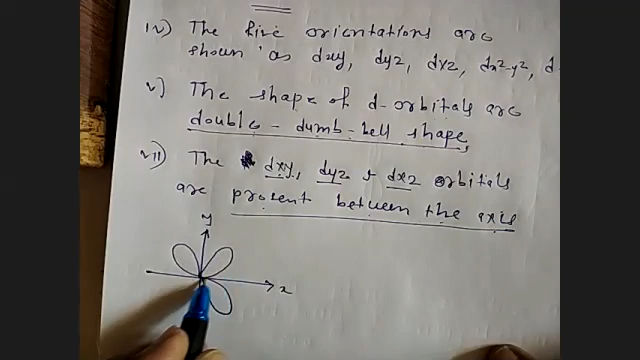 iv) The five orientations are
shown as dxy, dyz, dxz, dx²-y², d
v) The shape of d-orbitals are
double-dumb-bell shape,
vii) The dxy, dyz & dxz orbitals
are present between the axis
y
x